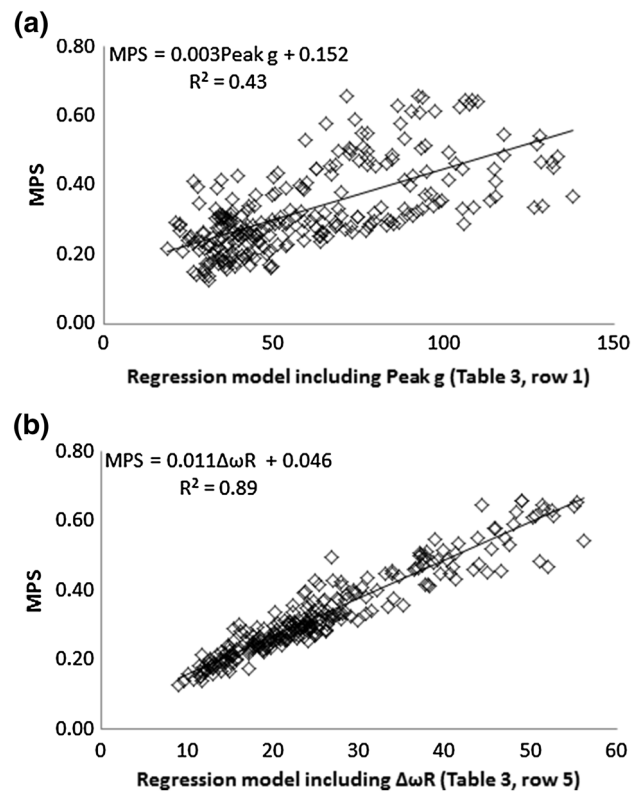 (a)
0.80
MPS = 0.003Peak g + 0.152
R² = 0.43
0.60
MPS
0.40
0.20
0.00
0 50 100 150
Regression model including Peak g (Table 3, row 1)
(b)
0.80
MPS = 0.011ΔωR + 0.046
R² = 0.89
0.60
MPS
0.40
0.20
0.00
0 10 20 30 40 50 60
Regression model including ΔωR (Table 3, row 5)